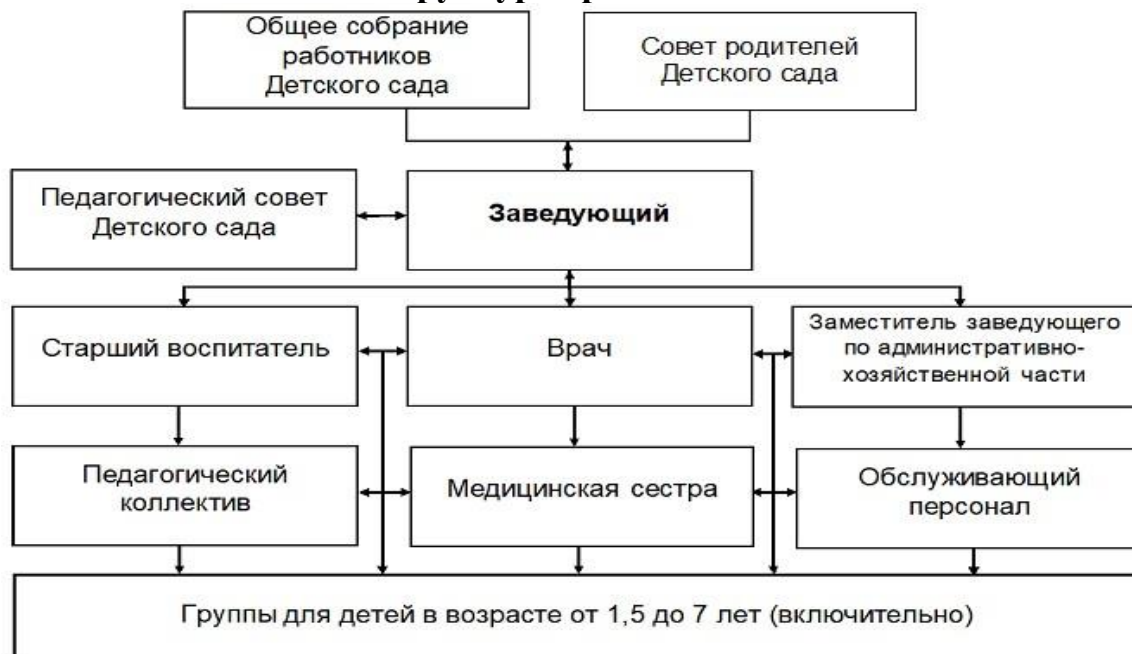 Общее собрание
работников
Детского сада
Совет родителей
Детского сада
Педагогический совет
Детского сада
Заведующий
Старший воспитатель
Врач
Заместитель заведующего
по административно-
хозяйственной части
Педагогический
коллектив
Медицинская сестра
Обслуживающий
персонал
Группы для детей в возрасте от 1,5 до 7 лет (включительно)